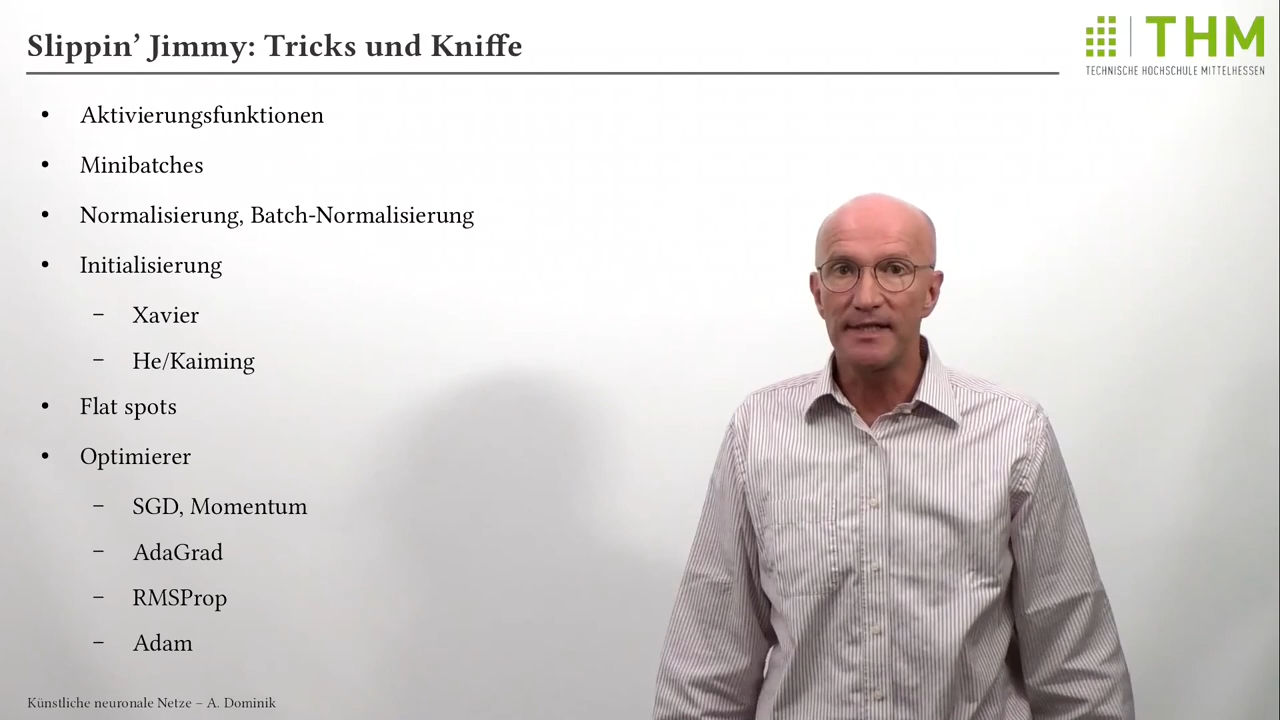 Slippin’ Jimmy: Tricks und Kniffe
THM
TECHNISCHE HOCHSCHULE MITTELHESSEN
• Aktivierungsfunktionen
• Minibatches
• Normalisierung, Batch-Normalisierung
• Initialisierung
– Xavier
– He/Kaiming
• Flat spots
• Optimierer
– SGD, Momentum
– AdaGrad
– RMSProp
– Adam
Künstliche neuronale Netze – A. Dominik